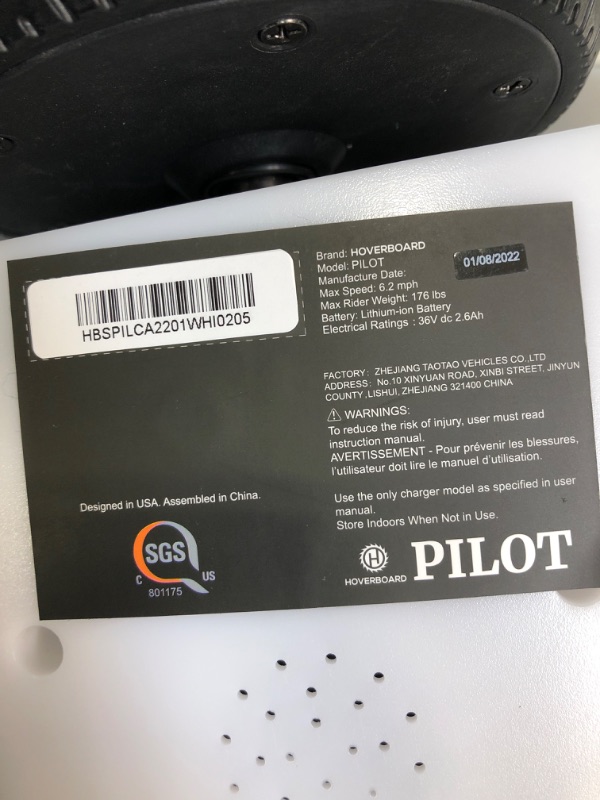 HBSPILCA2201WHI0205
Brand: HOVERBOARD
Model: PILOT
Manufacture Date: 01/08/2022
Max Speed: 6.2 mph
Max Rider Weight: 176 lbs
Battery: Lithium-ion Battery
Electrical Ratings : 36V dc 2.6Ah
FACTORY: ZHEJIANG TAOTAO VEHICLES CO.,LTD
ADDRESS: No.10 XINYUAN ROAD, XINBI STREET, JINYUN
COUNTY ,LISHUI, ZHEJIANG 321400 CHINA
⚠ WARNINGS:
To reduce the risk of injury, user must read
instruction manual.
AVERTISSEMENT - Pour prévenir les blessures,
l'utilisateur doit lire le manuel d'utilisation.
Use the only charger model as specified in user
manual.
Store Indoors When Not in Use.
Designed in USA. Assembled in China.
SGS
C US
801175
H
HOVERBOARD PILOT